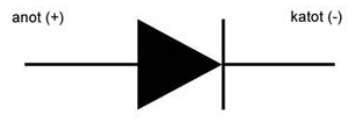 anot (+) katot (-)